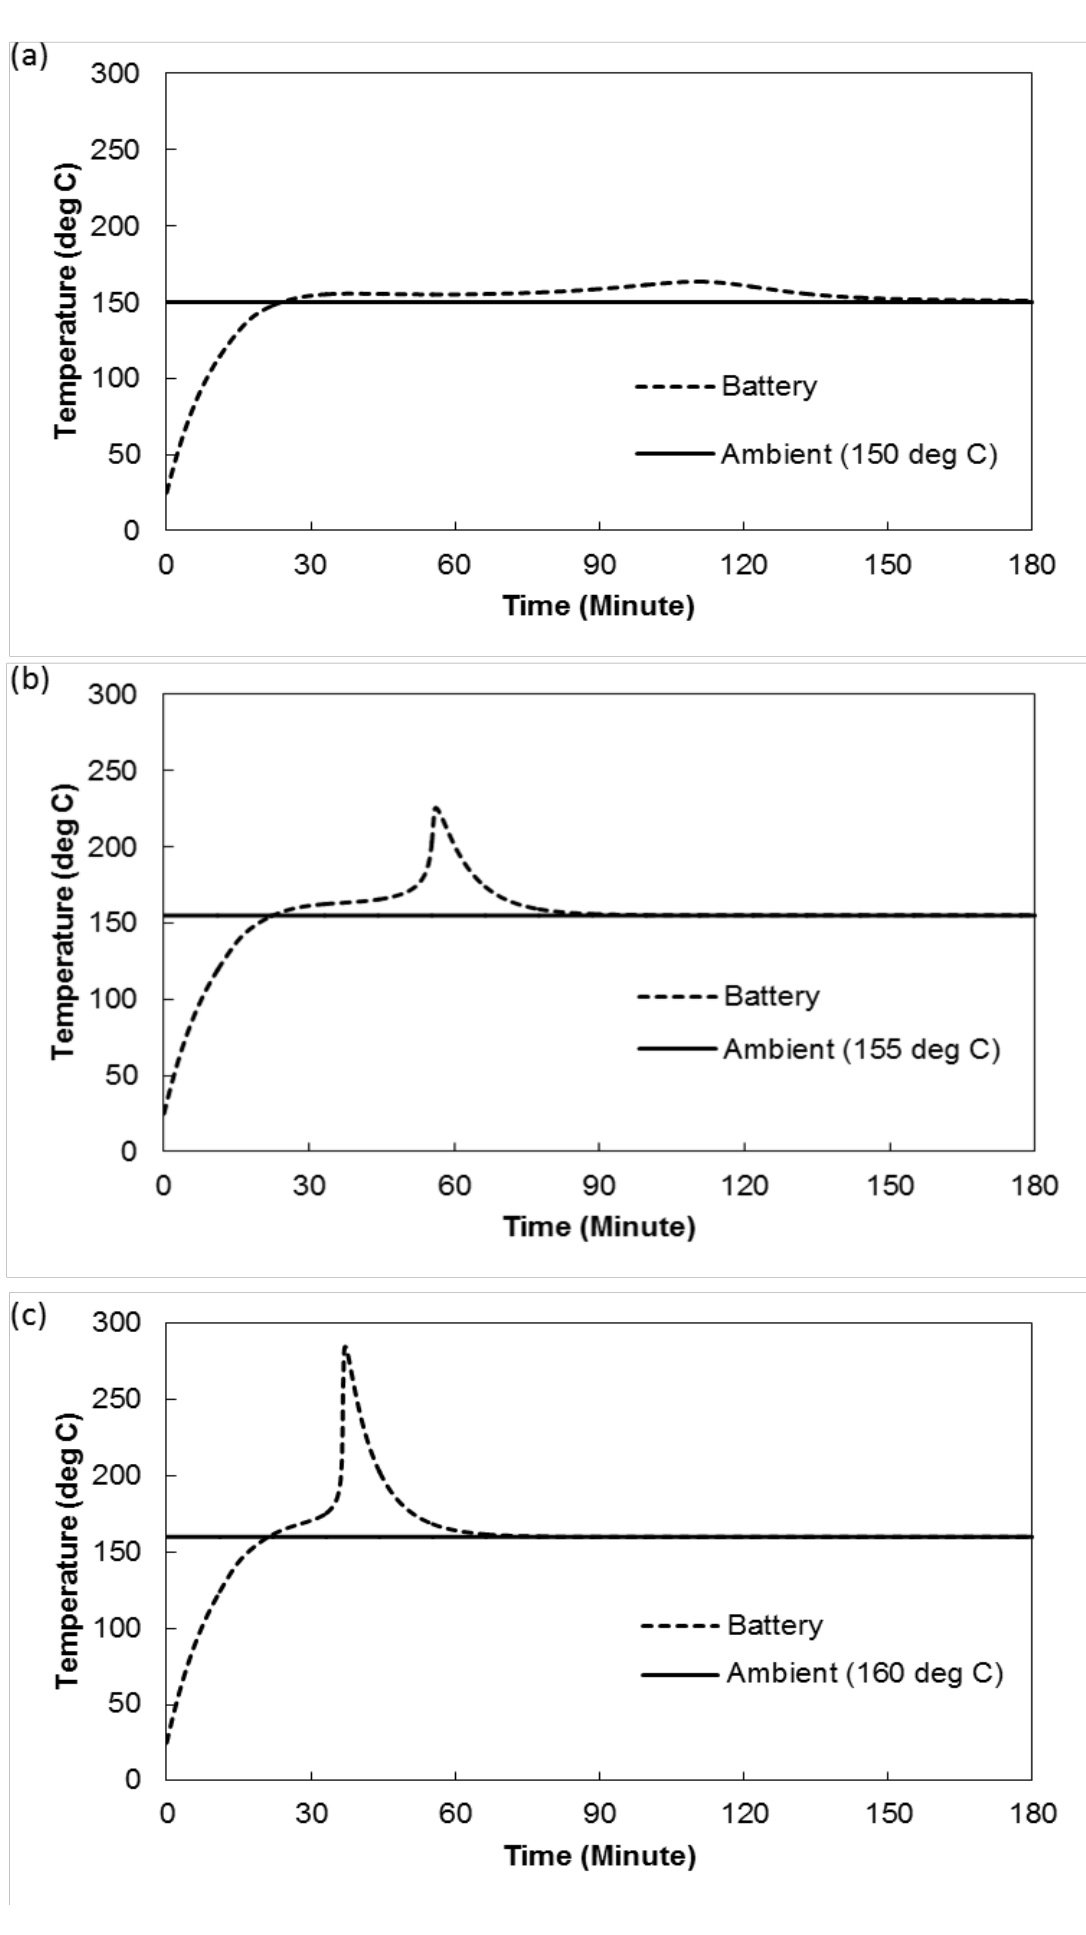 (a)
300
250
200
150
100
50
0
Temperature (deg C)
Battery
Ambient (150 deg C)
0 30 60 90 120 150 180
Time (Minute)
(b)
300
250
200
150
100
50
0
Temperature (deg C)
Battery
Ambient (155 deg C)
0 30 60 90 120 150 180
Time (Minute)
(c)
300
250
200
150
100
50
0
Temperature (deg C)
Battery
Ambient (160 deg C)
0 30 60 90 120 150 180
Time (Minute)